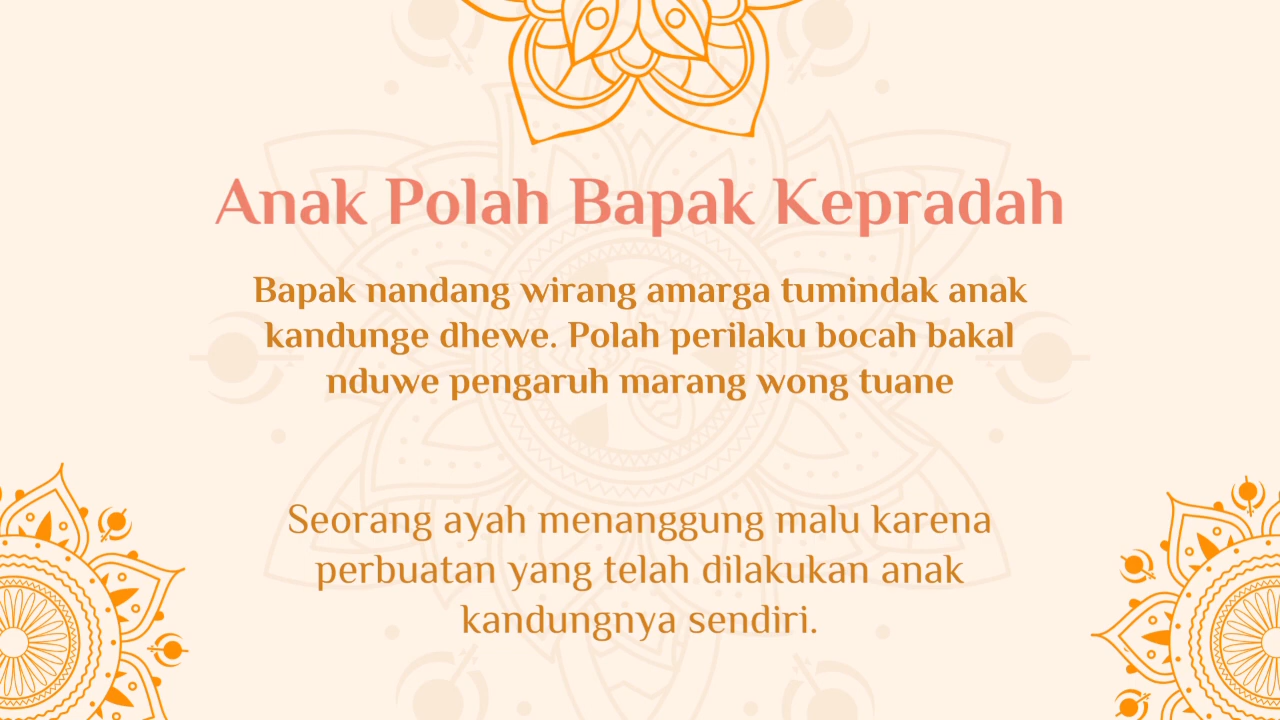 Anak Polah Bapak Kepradah
Bapak nandang wirang amarga tumindak anak
kandunge dhewe. Polah perilaku bocah bakal
nduwe pengaruh marang wong tuane
Seorang ayah menanggung malu karena
perbuatan yang telah dilakukan anak
kandungnya sendiri.